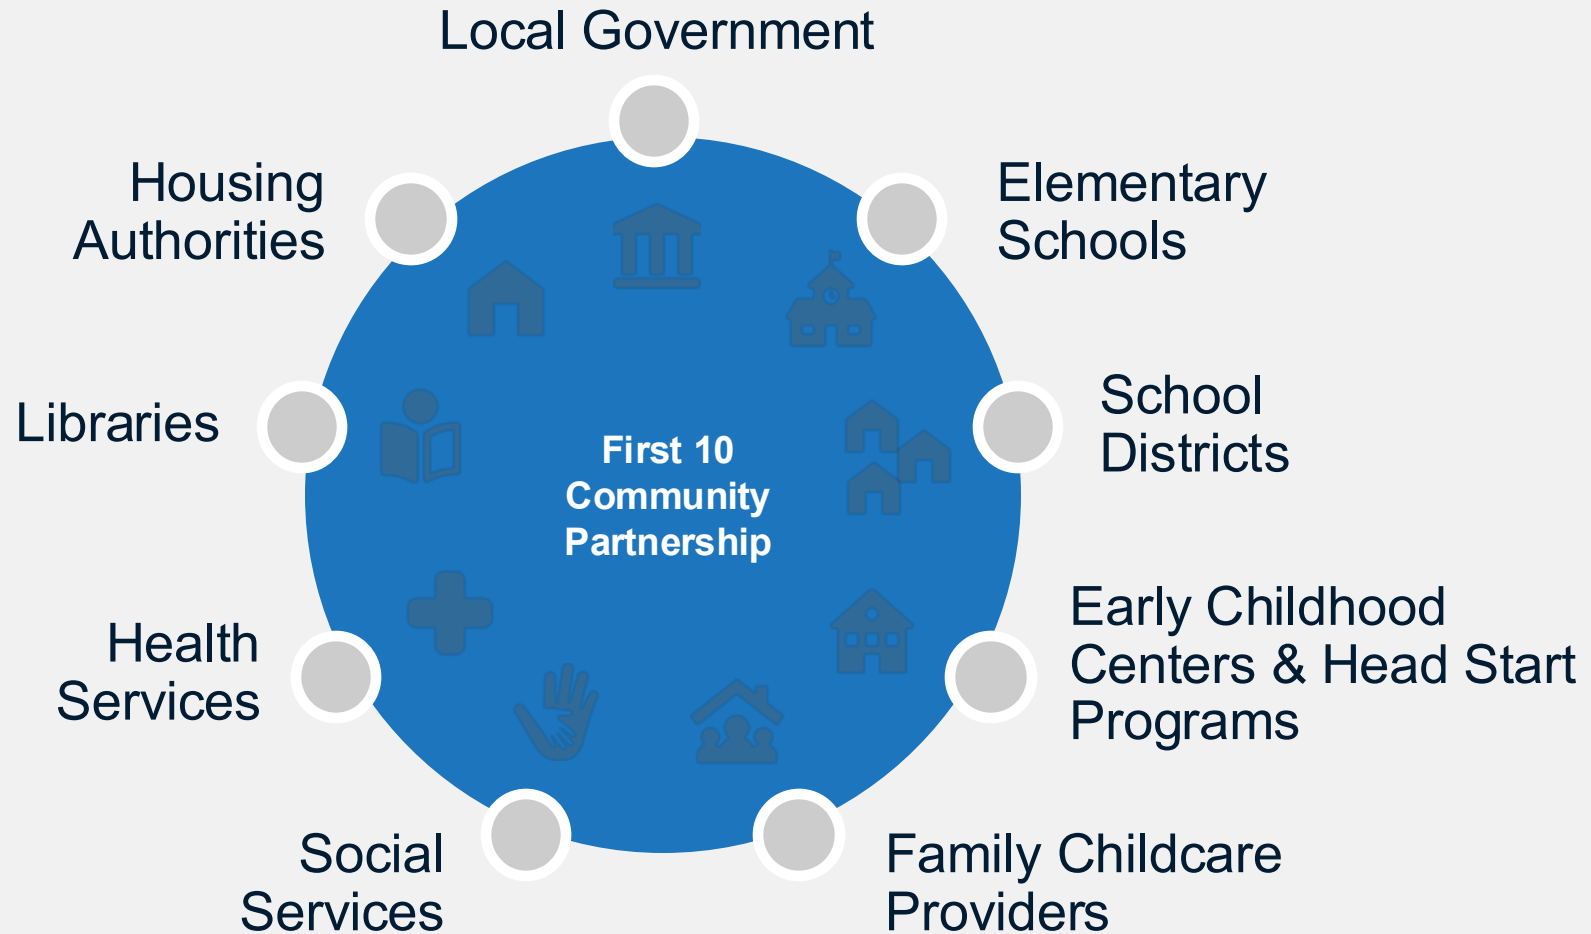 Local Government
Housing
Authorities
Elementary
Schools
Libraries
School
Districts
First 10
Community
Partnership
Health
Services
Early Childhood
Centers & Head Start
Programs
Social
Services
Family Childcare
Providers